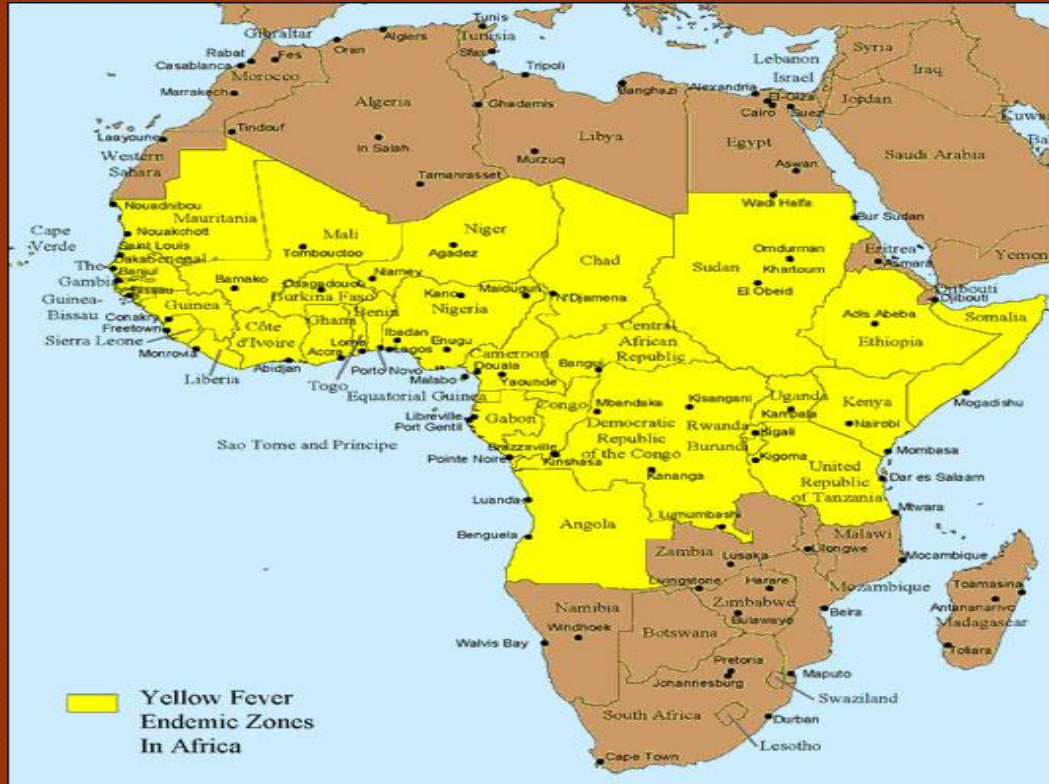 Tunis
Gibraltar
Algiers
Tunisia
Oran
Rabat
Fes
Sfax
Casablanca
Morocco
Tripoli
Lebanon
Syria
Iraq
Israel
Marrakech
Algeria
Ghadamis
Banghazi
Alexandria
El-Giza
Jordan
Cairo
Suez
Kuwa
Ba
Laayoune
Tindouf
In Salah
Libya
Egypt
Western
Sahara
Murzuq
Saudi Arabia
Tamanrasset
Aswan
Nouadnibou
Wadi Halfa
Mauritania
Bur Sudan
Cape
Verde
Nouakchott
Mali
Niger
Saint Louis
Tombouctoo
Agadez
Chad
Omdurman
Eritrea
Yemen
Dakar
Senegal
Sudan
Khartoum
Asmara
The
Gambia
Banjul
Niamey
Bissau
Bamako
Ouagadougou
Kano
Maiduguri
N'Djamena
El Obeid
Djibouti
Djibouti
Guinea-
Bissau
Guinea
Burkina Faso
Benin
Nigeria
Somalia
Conakry
Ghana
Adis Abeba
Freetown
Côte
d'Ivoire
Ibadan
Central
African
Republic
Ethiopia
Sierra Leone
Lome
Lagos
Enugu
Monrovia
Abidjan
Accra
Cameroon
Bangui
Liberia
Togo
Porto Novo
Douala
Malabo
Yaounde
Equatorial Guinea
Congo
Mbandaka
Kisangani
Uganda
Kenya
Mogadishu
Libreville
Gabon
Kampala
Port Gentil
Democratic
Republic
of the Congo
Rwanda
Kigali
Nairobi
Sao Tome and Principe
Brazzaville
Burundi
Pointe Noire
Kinshasa
Kigoma
Mombasa
Kananga
United
Republic
of Tanzania
Dar es Salaam
Luanda
Lumumbashi
Mtwara
Angola
Malawi
Benguela
Zambia
Lilongwe
Lusaka
Mocambique
Livingstone
Harare
Mozambique
Toamasina
Namibia
Zimbabwe
Antananarivo
Beira
Bulawayo
Madagascar
Windhoek
Botswana
Walvis Bay
Toliara
Pretoria
Maputo
Johannesburg
Swaziland
South Africa
Durban
Lesotho
Cape Town
Yellow Fever
Endemic Zones
In Africa